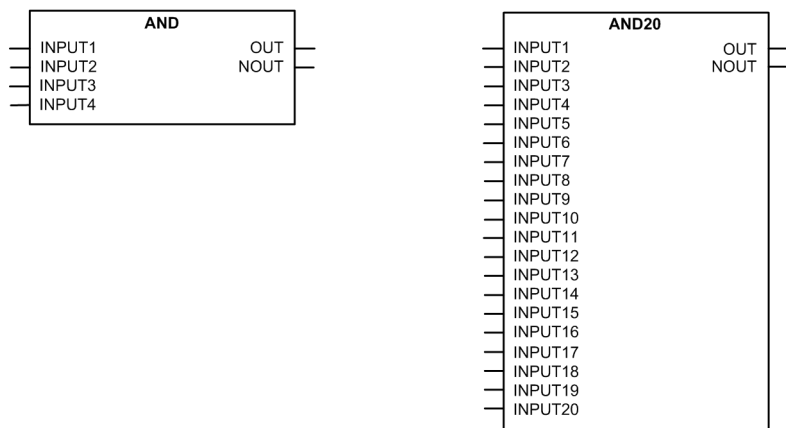 AND
INPUT1 OUT
INPUT2 NOUT
INPUT3
INPUT4
AND20
INPUT1 OUT
INPUT2 NOUT
INPUT3
INPUT4
INPUT5
INPUT6
INPUT7
INPUT8
INPUT9
INPUT10
INPUT11
INPUT12
INPUT13
INPUT14
INPUT15
INPUT16
INPUT17
INPUT18
INPUT19
INPUT20